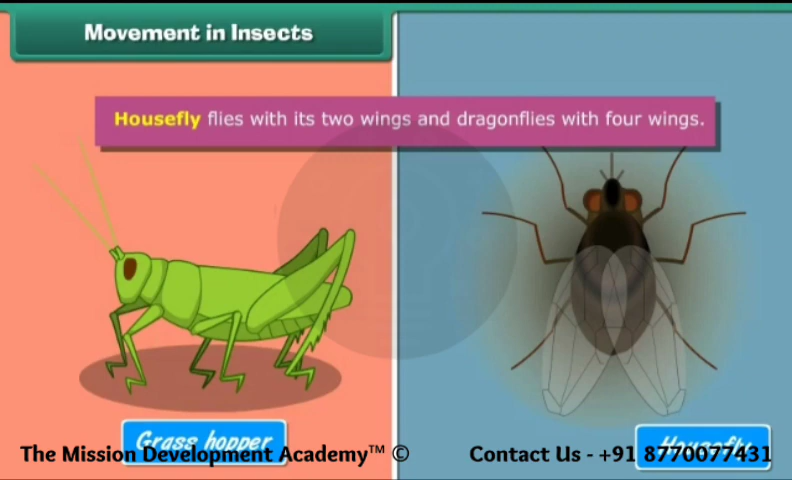 Movement in Insects
Housefly flies with its two wings and dragonflies with four wings.
Grass hopper
Housefly
The Mission Development Academy™ ©
Contact Us - +91 8770077431